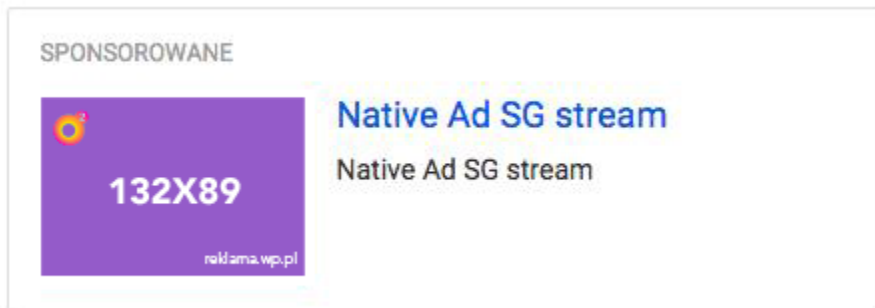 SPONSOROWANE
Native Ad SG stream
Native Ad SG stream
132X89
reklama.wp.pl